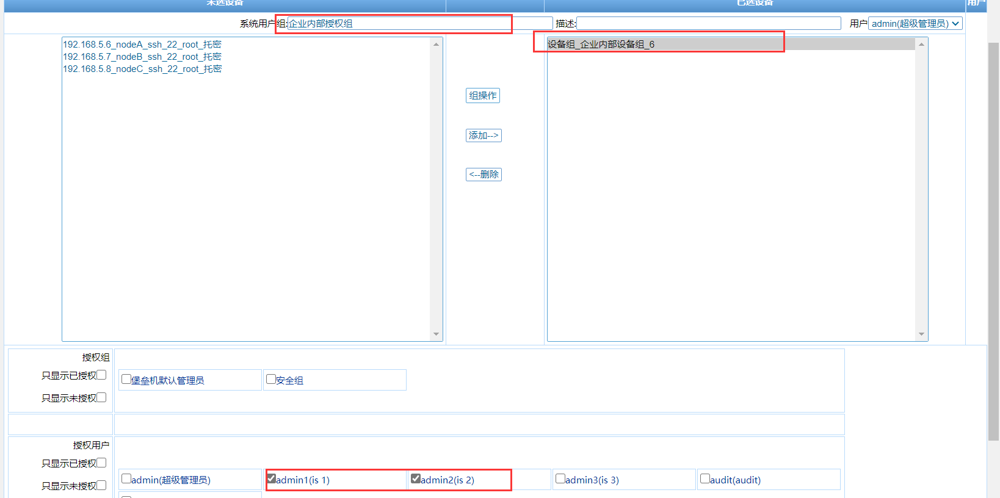 未选设备 已选设备 用户
系统用户组:企业内部授权组 描述: 用户 admin(超级管理员)
192.168.5.6_nodeA_ssh_22_root_托密
192.168.5.7_nodeB_ssh_22_root_托密
192.168.5.8_nodeC_ssh_22_root_托密
设备组_企业内部设备组_6
组操作
添加-->
<--删除
授权组
只显示已授权
只显示未授权
堡垒机默认管理员 安全组
授权用户
只显示已授权
只显示未授权
admin(超级管理员) admin1(is 1) admin2(is 2) admin3(is 3) audit(audit)